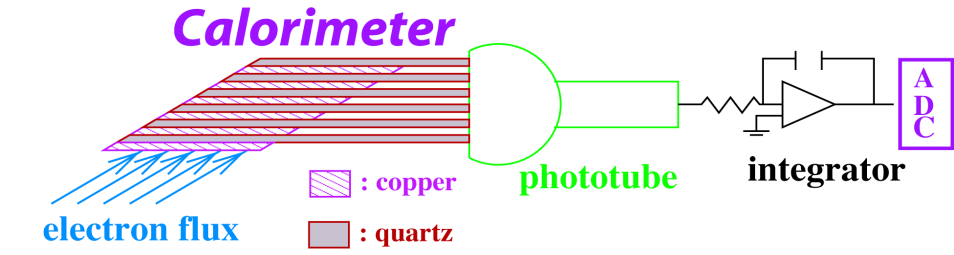 Calorimeter
A
D
C
integrator
phototube
: copper
electron flux
: quartz